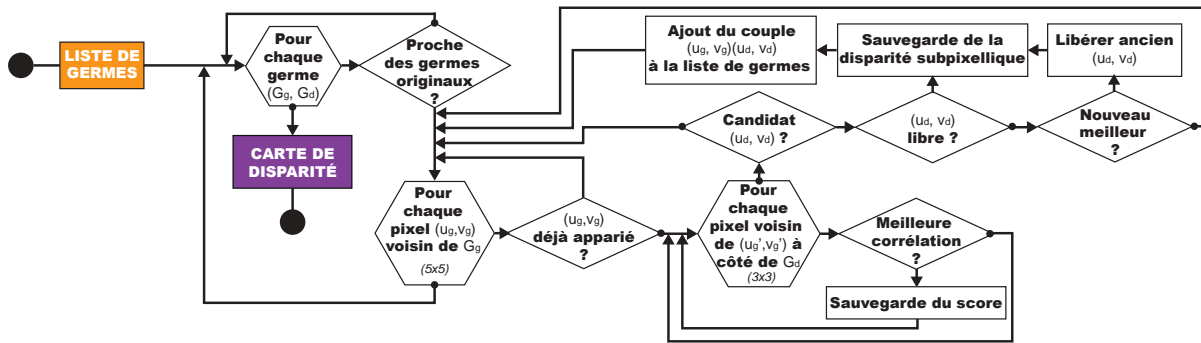 LISTE DE
GERMES
Pour
chaque
germe
(Gg, Gd)
Proche
des germes
originaux
?
CARTE DE
DISPARITÉ
Pour
chaque
pixel (ug,vg)
voisin de Gg
(5x5)
(ug,vg)
déjà apparié
?
Pour
chaque
pixel voisin
de (ug',vg') à
côté de Gd
(3x3)
Meilleure
corrélation
?
Sauvegarde du score
Candidat
(ud, vd) ?
(ud, vd)
libre ?
Nouveau
meilleur
?
Libérer ancien
(ud, vd)
Sauvegarde de la
disparité subpixellique
Ajout du couple
(ug, vg)(ud, vd)
à la liste de germes